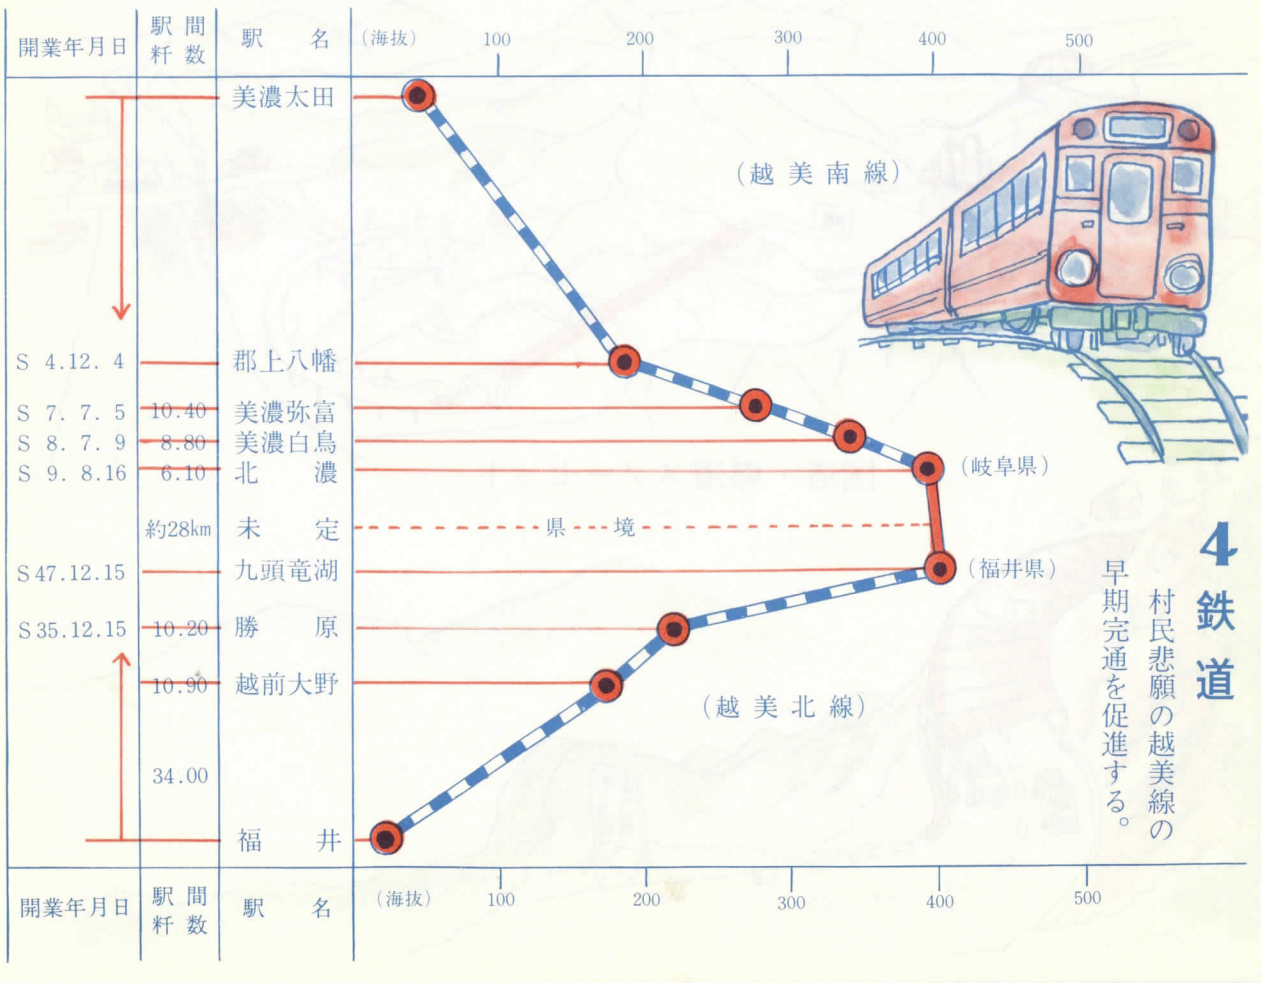 開業年月日 駅間粁数 駅名 (海抜) 100 200 300 400 500
美濃太田
(越美南線)
S 4.12. 4 郡上八幡
S 7. 7. 5 10.40 美濃弥富
S 8. 7. 9 8.80 美濃白鳥
S 9. 8.16 6.10 北濃 (岐阜県)
約28km 未定 県境
S47.12.15 九頭竜湖 (福井県)
S35.12.15 10.20 勝原
10.90 越前大野
(越美北線)
34.00
福井
開業年月日 駅間粁数 駅名 (海抜) 100 200 300 400 500
4 鉄道
村民悲願の越美線の
早期完通を促進する。